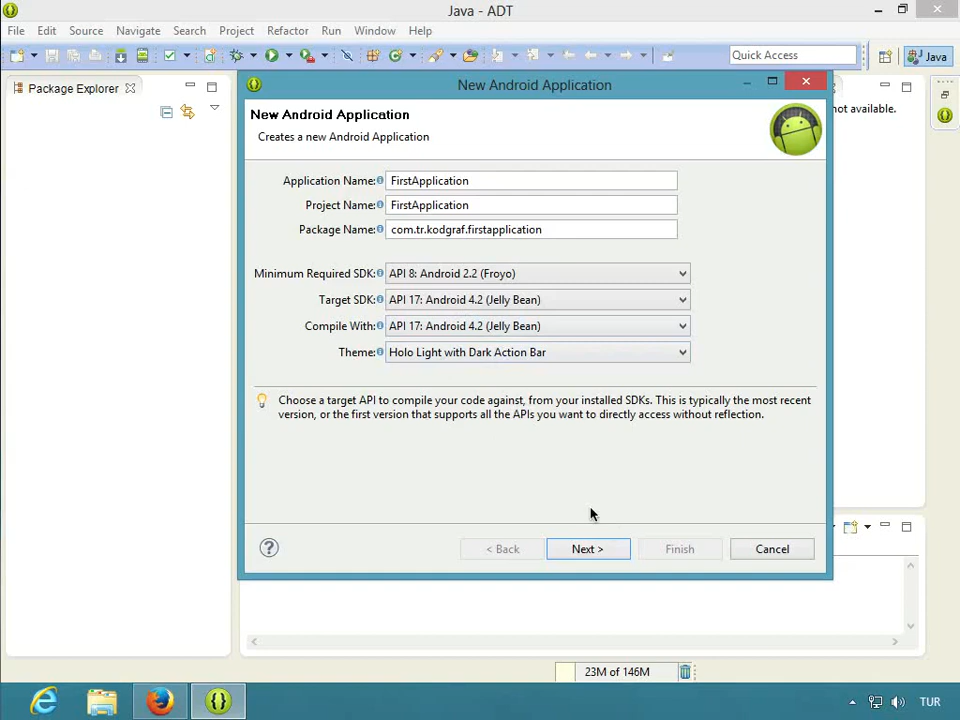 Java - ADT
File Edit Source Navigate Search Project Refactor Run Window Help
Quick Access
Java
Package Explorer
not available.
New Android Application
New Android Application
Creates a new Android Application
Application Name: FirstApplication
Project Name: FirstApplication
Package Name: com.tr.kodgraf.firstapplication
Minimum Required SDK: API 8: Android 2.2 (Froyo)
Target SDK: API 17: Android 4.2 (Jelly Bean)
Compile With: API 17: Android 4.2 (Jelly Bean)
Theme: Holo Light with Dark Action Bar
Choose a target API to compile your code against, from your installed SDKs. This is typically the most recent
version, or the first version that supports all the APIs you want to directly access without reflection.
< Back Next > Finish Cancel
23M of 146M
TUR